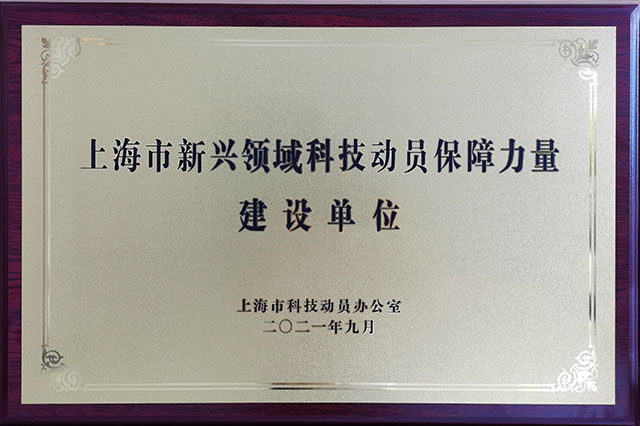 上海市新兴领域科技动员保障力量
建设单位
上海市科技动员办公室
二〇二一年九月